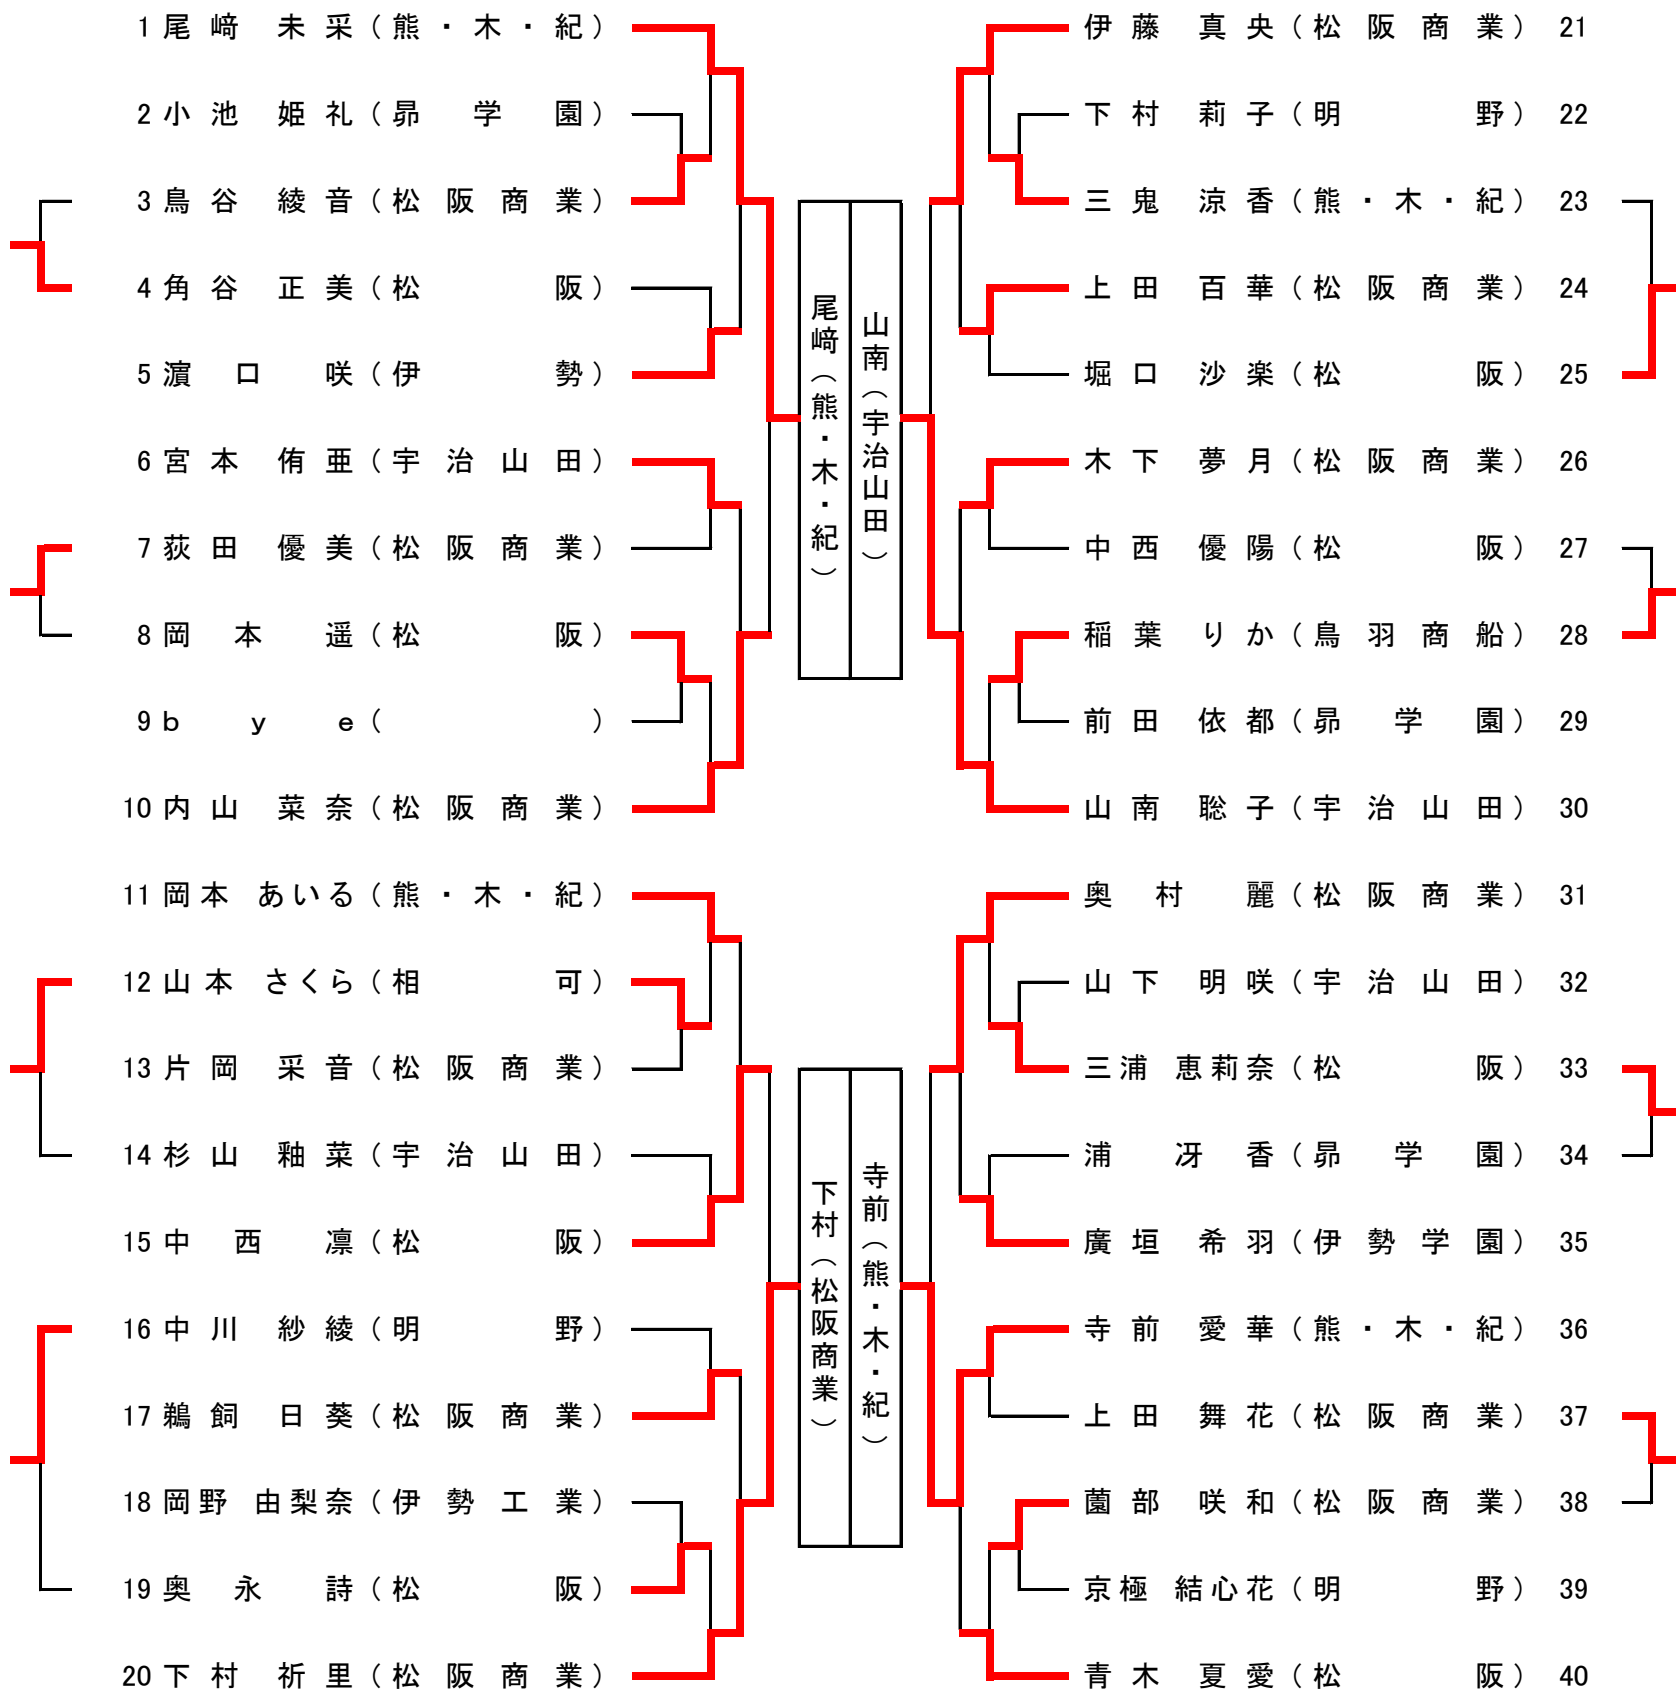 1 尾﨑 未采(熊・木・紀)
2 小池 姫礼(昴学園)
3 鳥谷 綾音(松阪商業)
4 角谷 正美(松阪)
5 濵口 咲(伊勢)
6 宮本 侑亜(宇治山田)
7 荻田 優美(松阪商業)
8 岡本 遥(松阪)
9 bye( )
10 内山 菜奈(松阪商業)
11 岡本 あいる(熊・木・紀)
12 山本 さくら(相可)
13 片岡 采音(松阪商業)
14 杉山 釉菜(宇治山田)
15 中西 凛(松阪)
16 中川 紗綾(明野)
17 鵜飼 日葵(松阪商業)
18 岡野 由梨奈(伊勢工業)
19 奥永 詩(松阪)
20 下村 祈里(松阪商業)
尾﨑(熊・木・紀)
山南(宇治山田)
下村(松阪商業)
寺前(熊・木・紀)
伊藤 真央(松阪商業) 21
下村 莉子(明野) 22
三鬼 涼香(熊・木・紀) 23
上田 百華(松阪商業) 24
堀口 沙楽(松阪) 25
木下 夢月(松阪商業) 26
中西 優陽(松阪) 27
稲葉 りか(鳥羽商船) 28
前田 依都(昴学園) 29
山南 聡子(宇治山田) 30
奥村 麗(松阪商業) 31
山下 明咲(宇治山田) 32
三浦 恵莉奈(松阪) 33
浦 冴香(昴学園) 34
廣垣 希羽(伊勢学園) 35
寺前 愛華(熊・木・紀) 36
上田 舞花(松阪商業) 37
薗部 咲和(松阪商業) 38
京極 結心花(明野) 39
青木 夏愛(松阪) 40